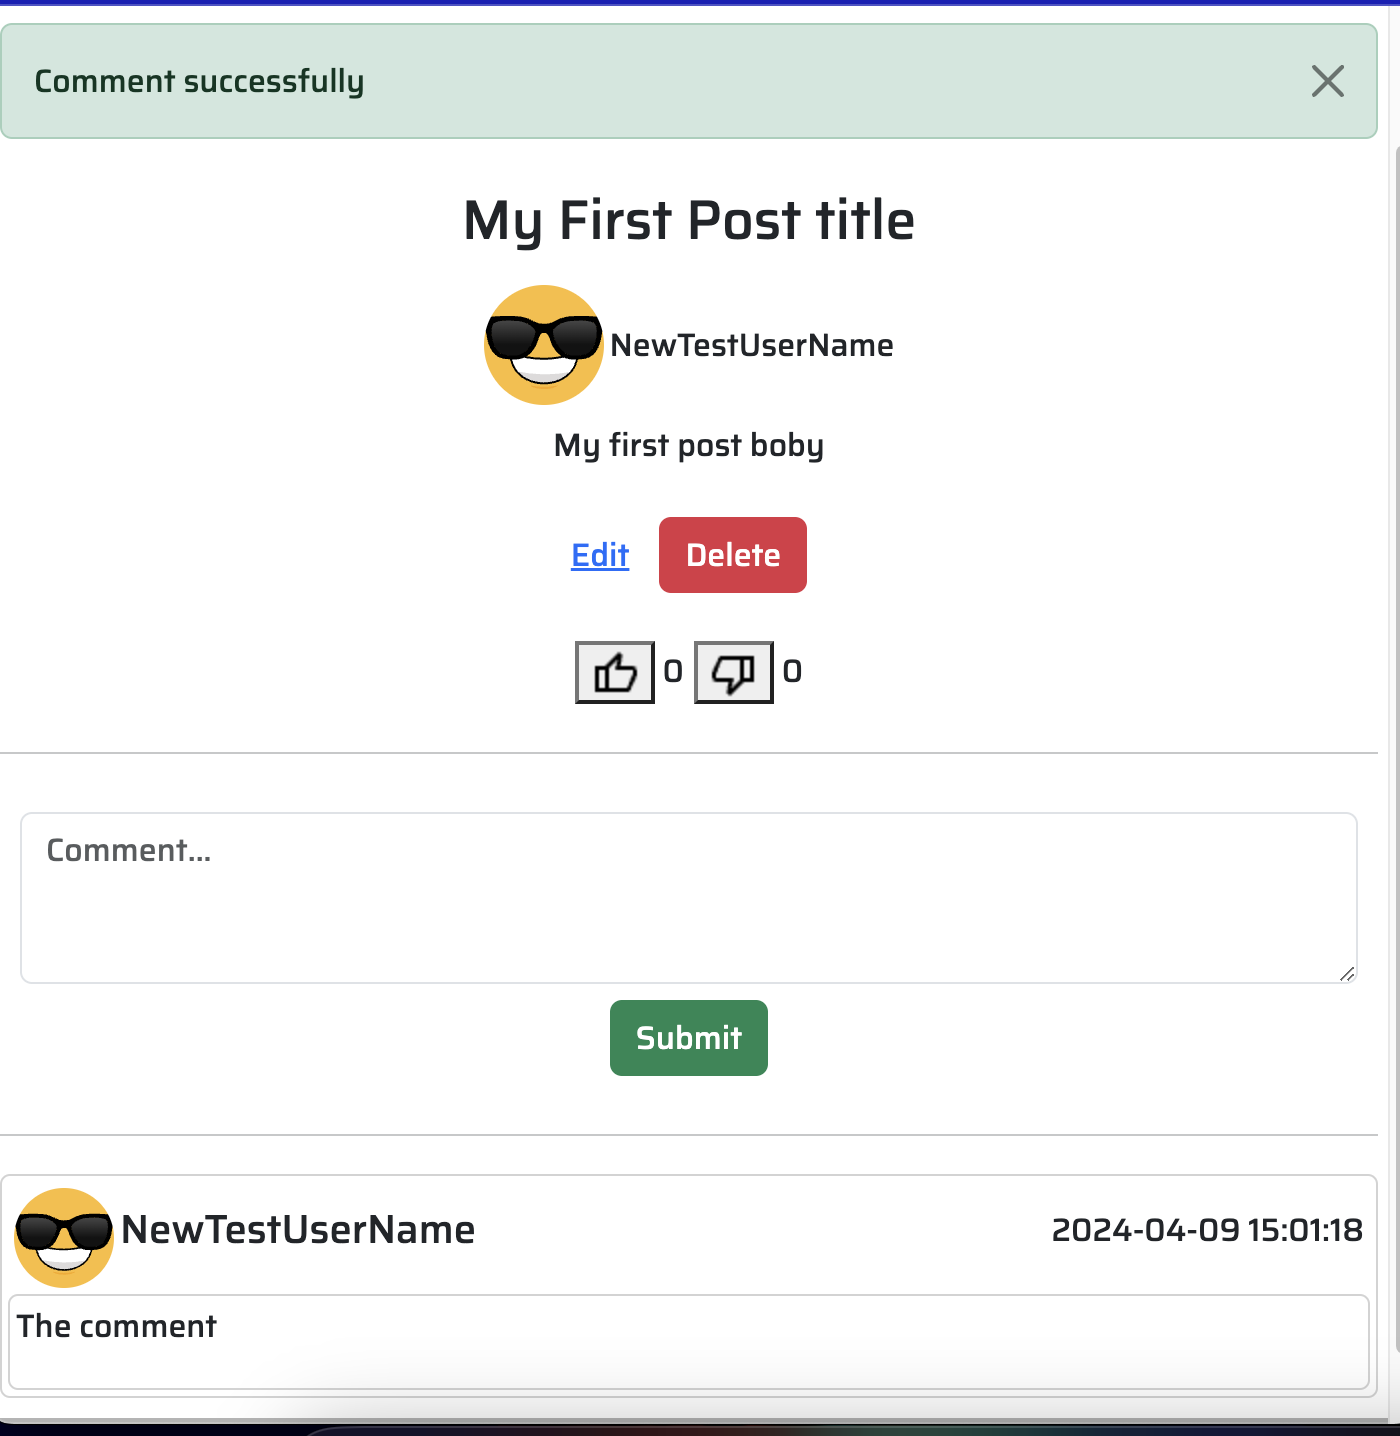 Comment successfully
My First Post title
NewTestUserName
My first post boby
Edit Delete
0 0
Comment...
Submit
NewTestUserName 2024-04-09 15:01:18
The comment